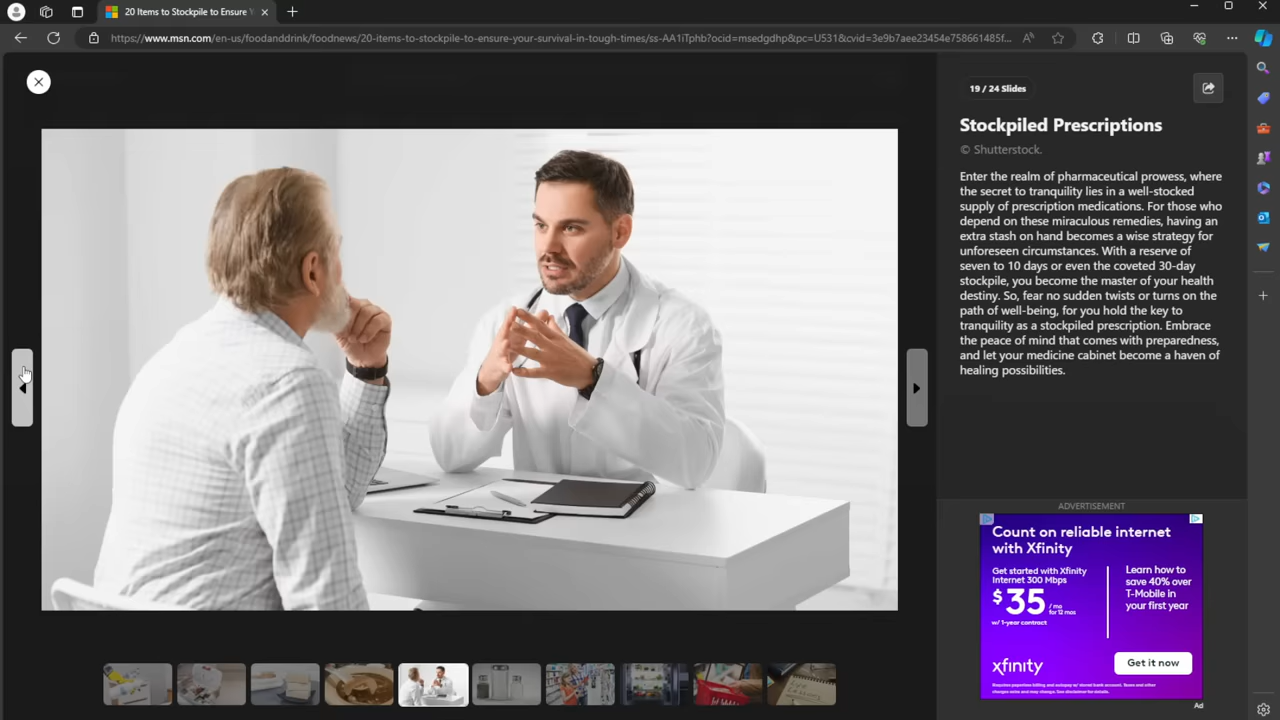 20 Items to Stockpile to Ensure Y
https://www.msn.com/en-us/foodanddrink/foodnews/20-items-to-stockpile-to-ensure-your-survival-in-tough-times/ss-AA1iTphb?ocid=msedgdhp&pc=U531&cvid=3e9b7aee23454e758661485f...
19 / 24 Slides
Stockpiled Prescriptions
© Shutterstock.
Enter the realm of pharmaceutical prowess, where
the secret to tranquility lies in a well-stocked
supply of prescription medications. For those who
depend on these miraculous remedies, having an
extra stash on hand becomes a wise strategy for
unforeseen circumstances. With a reserve of
seven to 10 days or even the coveted 30-day
stockpile, you become the master of your health
destiny. So, fear no sudden twists or turns on the
path of well-being, for you hold the key to
tranquility as a stockpiled prescription. Embrace
the peace of mind that comes with preparedness,
and let your medicine cabinet become a haven of
healing possibilities.
ADVERTISEMENT
Count on reliable internet
with Xfinity
Get started with Xfinity
Internet 300 Mbps
$35 /mo
for 12 mos
w/ 1-year contract
Learn how to
save 40% over
T-Mobile in
your first year
xfinity
Get it now
Ad